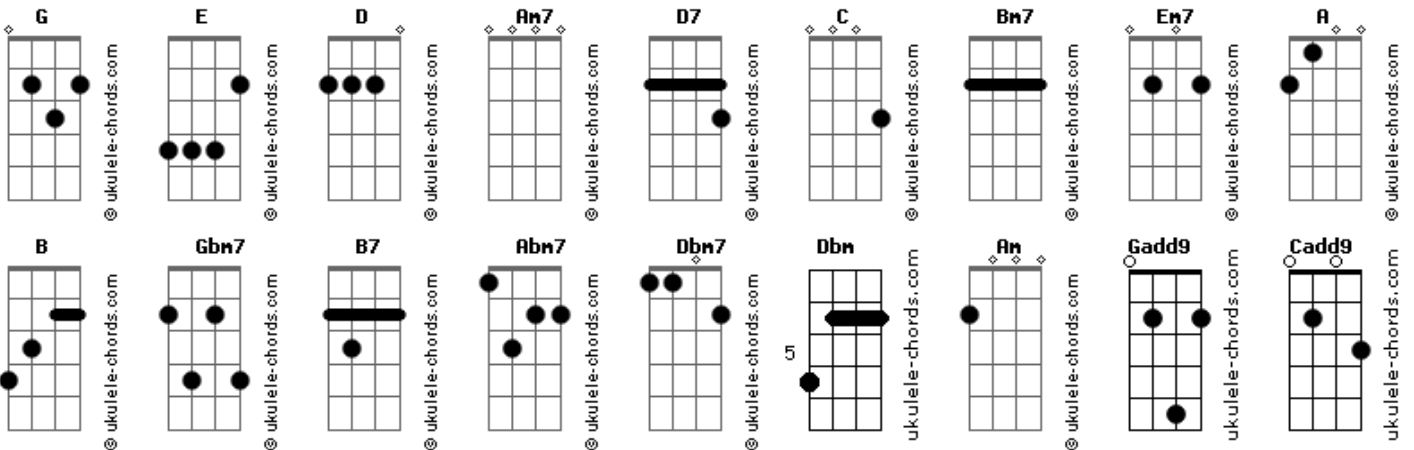 G E D Am7 D7 C Bm7 Em7 A
© ukulele-chords.com © ukulele-chords.com © ukulele-chords.com © ukulele-chords.com © ukulele-chords.com © ukulele-chords.com © ukulele-chords.com © ukulele-chords.com © ukulele-chords.com
B Gbm7 B7 Abm7 Dbm7 Dbm Am Gadd9 Cadd9
5
© ukulele-chords.com © ukulele-chords.com © ukulele-chords.com © ukulele-chords.com © ukulele-chords.com ukulele-chords.com © ukulele-chords.com ukulele-chords.com ukulele-chords.com